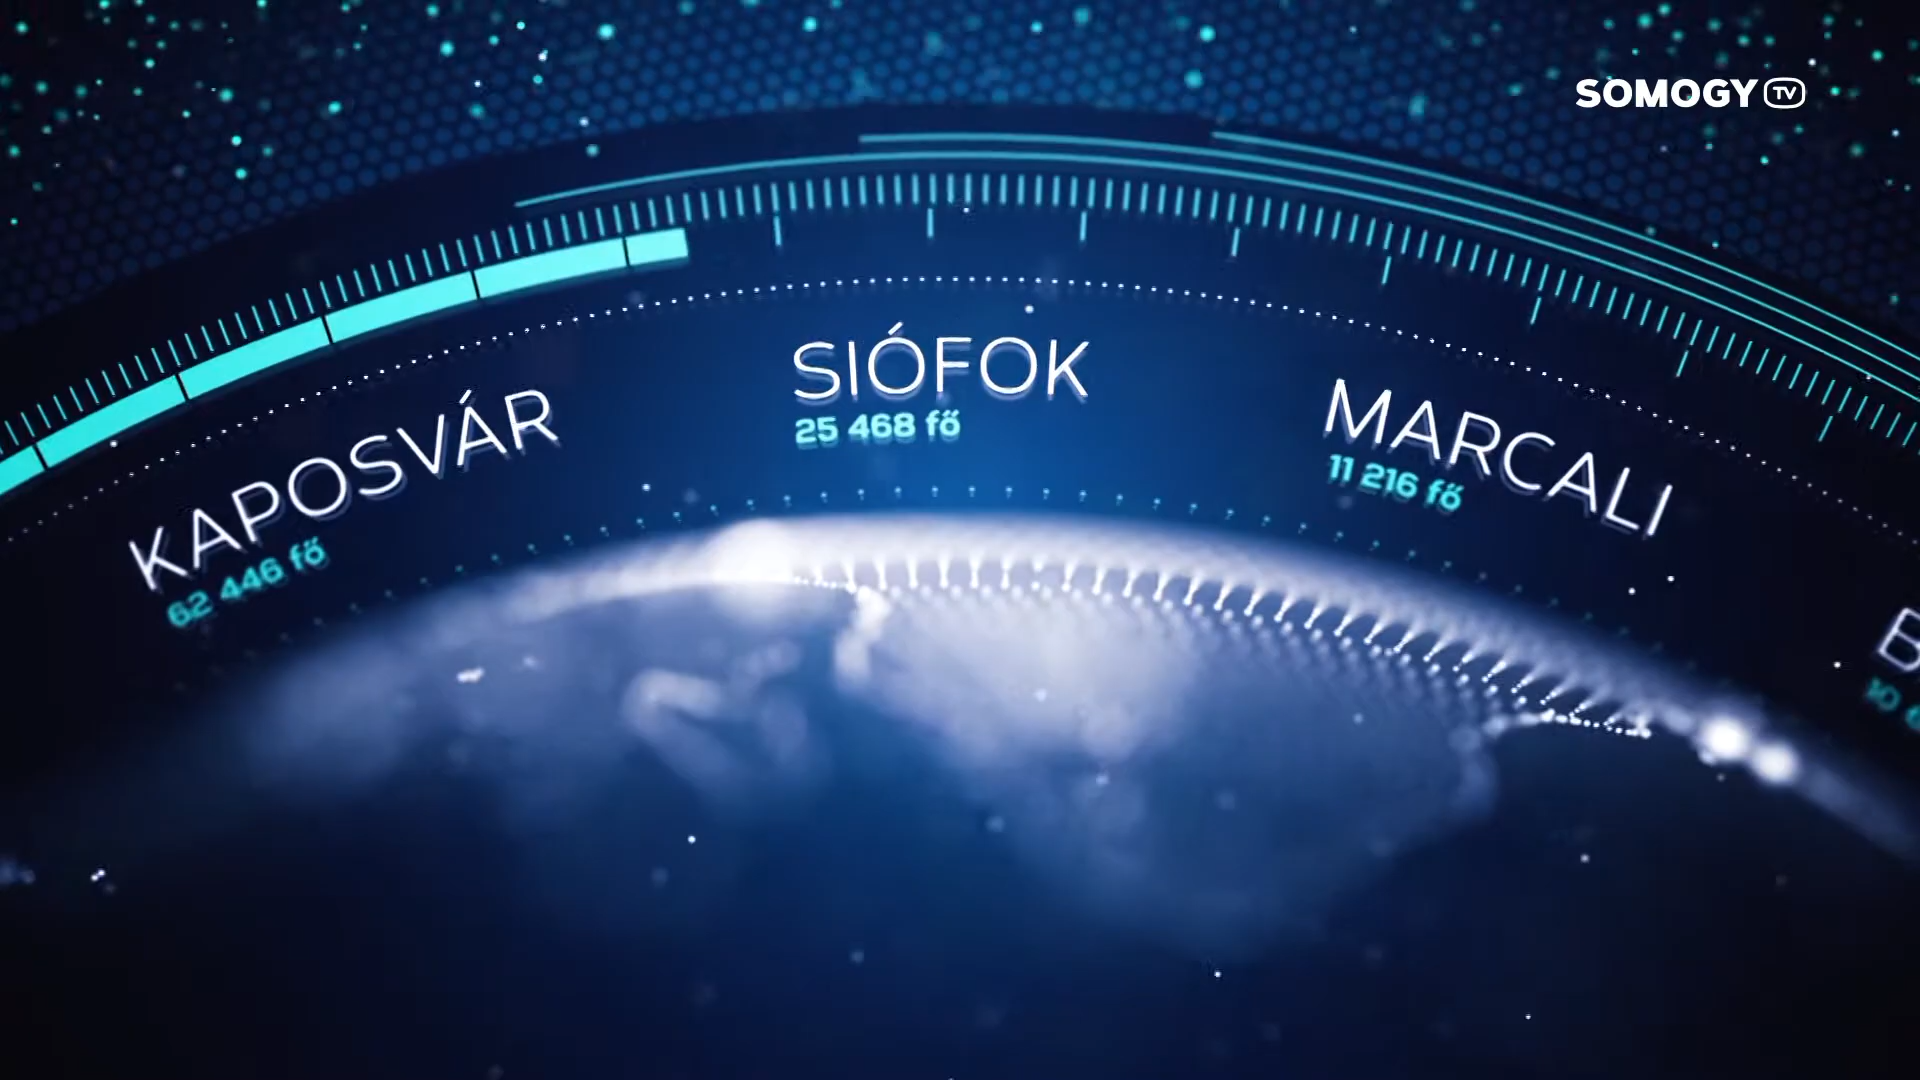 SOMOGY TV
KAPOSVÁR
62 446 fő
SIÓFOK
25 468 fő
MARCALI
11 216 fő